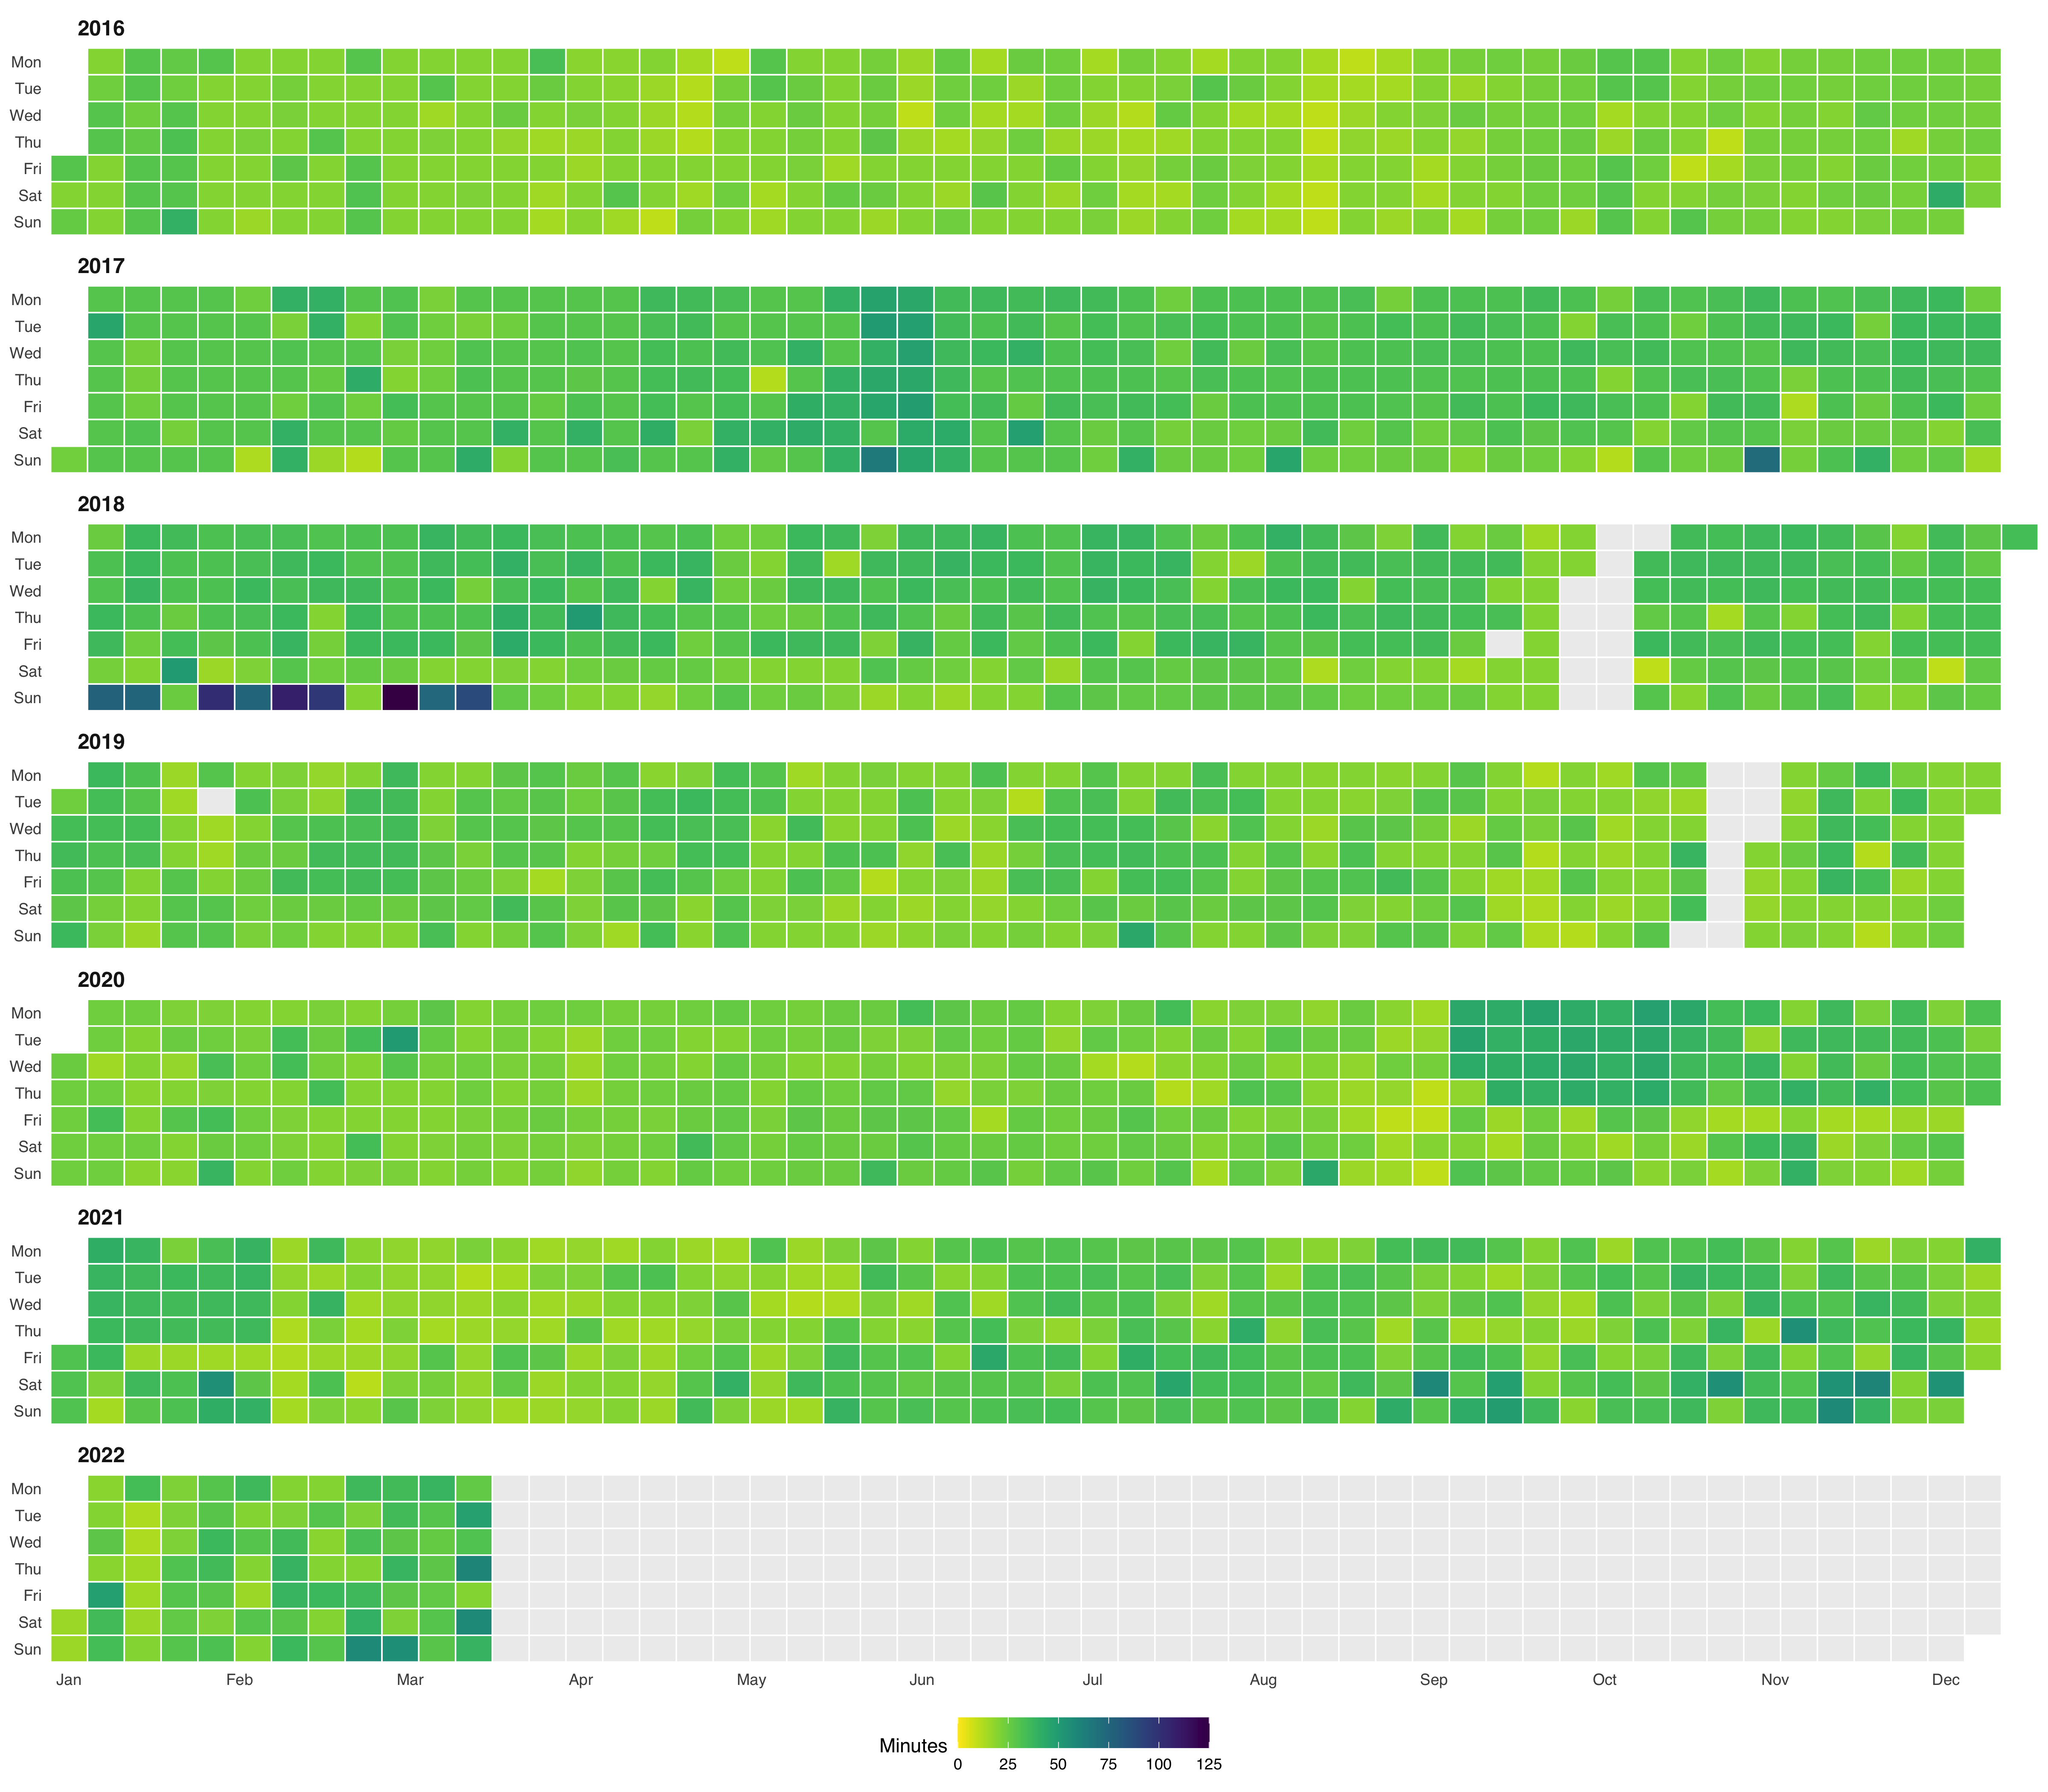 2016
Mon
Tue
Wed
Thu
Fri
Sat
Sun
2017
Mon
Tue
Wed
Thu
Fri
Sat
Sun
2018
Mon
Tue
Wed
Thu
Fri
Sat
Sun
2019
Mon
Tue
Wed
Thu
Fri
Sat
Sun
2020
Mon
Tue
Wed
Thu
Fri
Sat
Sun
2021
Mon
Tue
Wed
Thu
Fri
Sat
Sun
2022
Mon
Tue
Wed
Thu
Fri
Sat
Sun
Jan Feb Mar Apr May Jun Jul Aug Sep Oct Nov Dec
Minutes
0 25 50 75 100 125